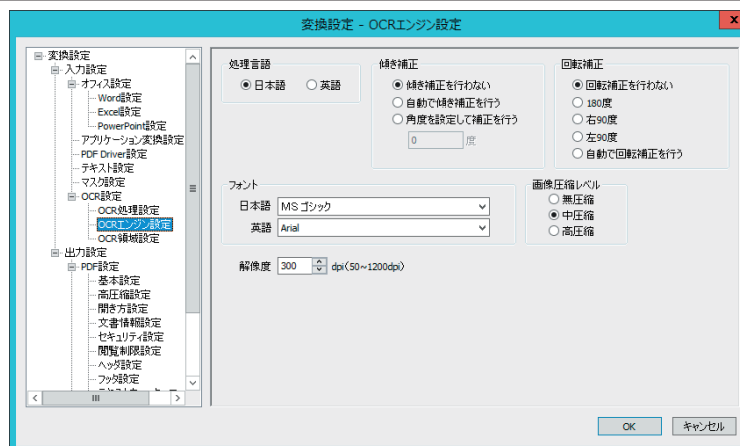 変換設定 - OCRエンジン設定
x
変換設定
入力設定
オフィス設定
Word設定
Excel設定
PowerPoint設定
アプリケーション変換設定
PDF Driver設定
テキスト設定
マスク設定
OCR設定
OCR処理設定
OCRエンジン設定
OCR領域設定
出力設定
PDF設定
基本設定
高圧縮設定
開き方設定
文書情報設定
セキュリティ設定
閲覧制限設定
ヘッダ設定
フッタ設定
処理言語
日本語 英語
傾き補正
傾き補正を行わない
自動で傾き補正を行う
角度を設定して補正を行う
0 度
回転補正
回転補正を行わない
180度
右90度
左90度
自動で回転補正を行う
フォント
日本語 MS ゴシック
英語 Arial
画像圧縮レベル
無圧縮
中圧縮
高圧縮
解像度 300 dpi(50~1200dpi)
OK キャンセル